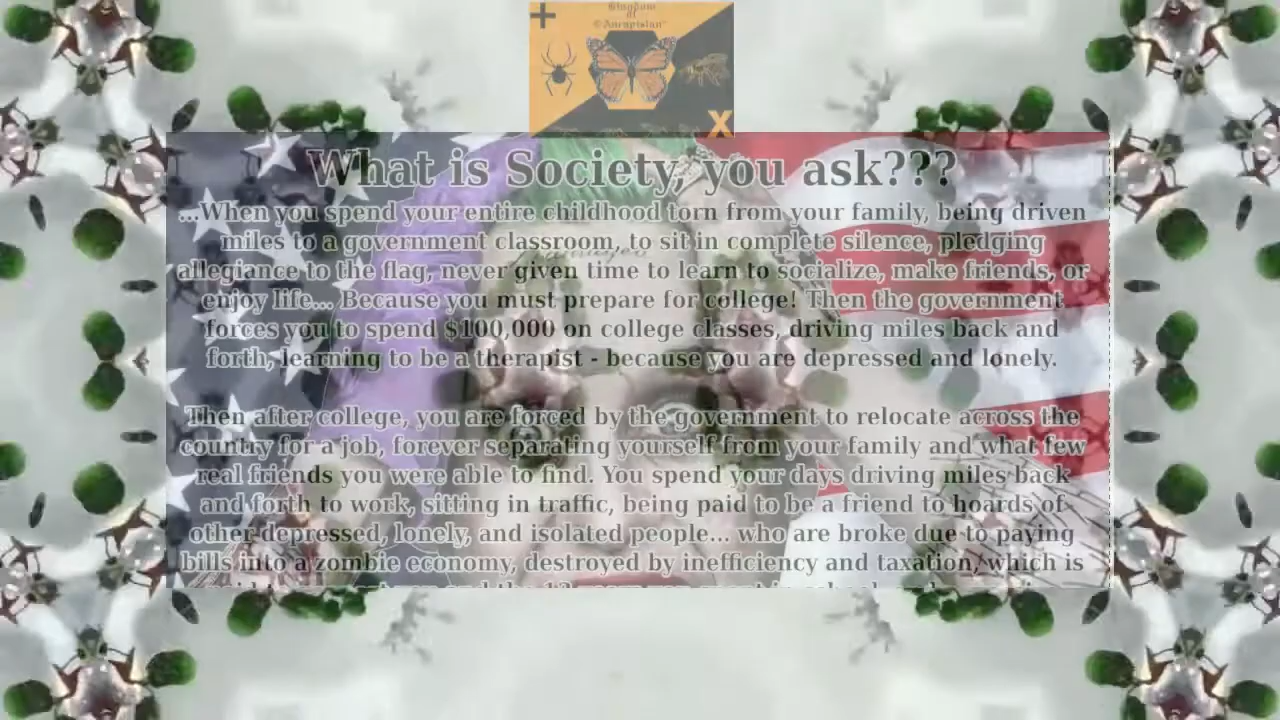 Kingdom
of
©Anrapistan™
+
X
What is Society, you ask???
...When you spend your entire childhood torn from your family, being driven
miles to a government classroom, to sit in complete silence, pledging
allegiance to the flag, never given time to learn to socialize, make friends, or
enjoy life... Because you must prepare for college! Then the government
forces you to spend $100,000 on college classes, driving miles back and
forth, learning to be a therapist - because you are depressed and lonely.
Then after college, you are forced by the government to relocate across the
country for a job, forever separating yourself from your family and what few
real friends you were able to find. You spend your days driving miles back
and forth to work, sitting in traffic, being paid to be a friend to hoards of
other depressed, lonely, and isolated people... who are broke due to paying
bills into a zombie economy, destroyed by inefficiency and taxation, which is